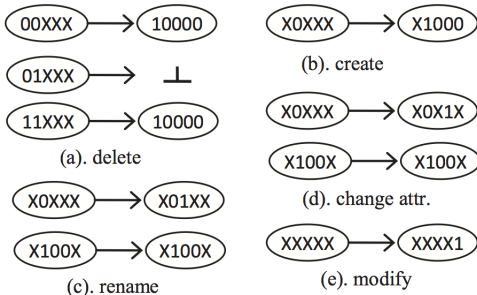 00XXX 10000
01XXX ⊥
11XXX 10000
(a). delete
X0XXX X1000
(b). create
X0XXX X01XX
X100X X100X
(c). rename
X0XXX X0X1X
X100X X100X
(d). change attr.
XXXXX XXXX1
(e). modify